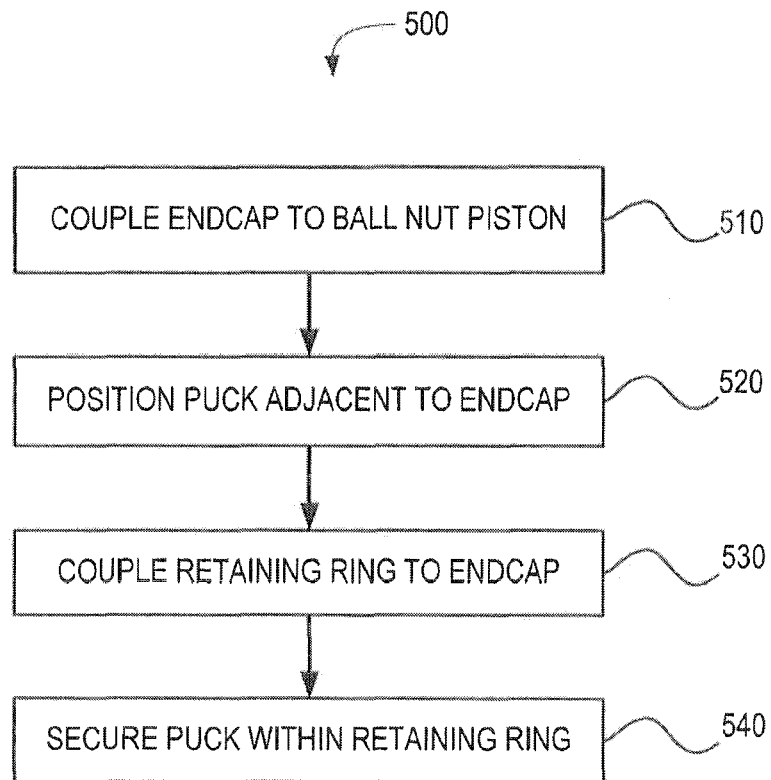 500
COUPLE ENDCAP TO BALL NUT PISTON
510
POSITION PUCK ADJACENT TO ENDCAP
520
COUPLE RETAINING RING TO ENDCAP
530
SECURE PUCK WITHIN RETAINING RING
540